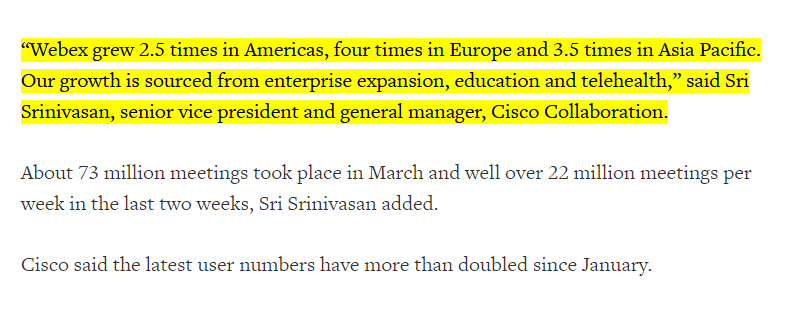 “Webex grew 2.5 times in Americas, four times in Europe and 3.5 times in Asia Pacific.
Our growth is sourced from enterprise expansion, education and telehealth,” said Sri
Srinivasan, senior vice president and general manager, Cisco Collaboration.
About 73 million meetings took place in March and well over 22 million meetings per
week in the last two weeks, Sri Srinivasan added.
Cisco said the latest user numbers have more than doubled since January.